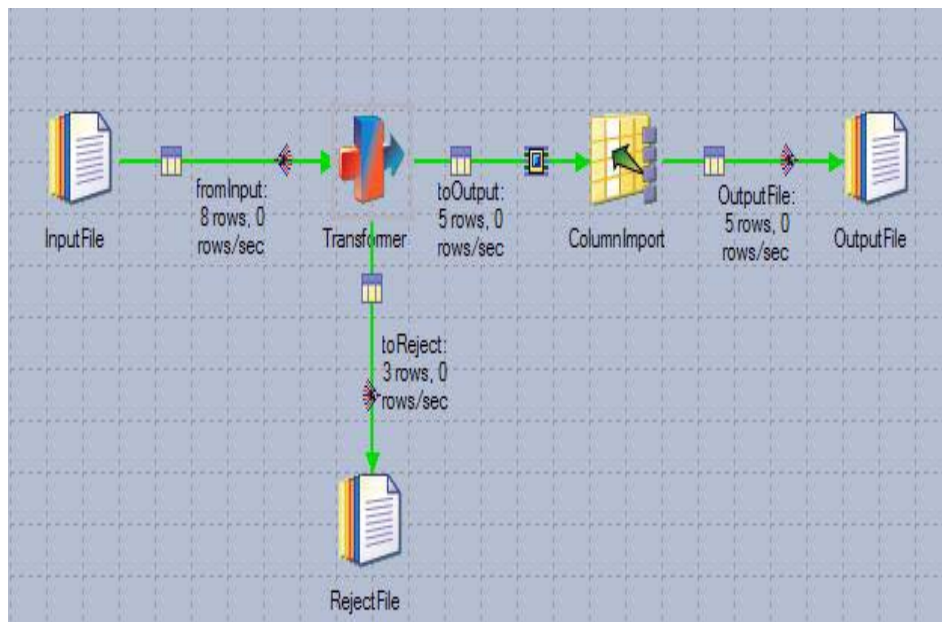 InputFile
fromInput:
8 rows, 0
rows/sec
Transformer
toOutput:
5 rows, 0
rows/sec
ColumnImport
OutputFile:
5 rows, 0
rows/sec
OutputFile
toReject:
3 rows, 0
rows/sec
RejectFile